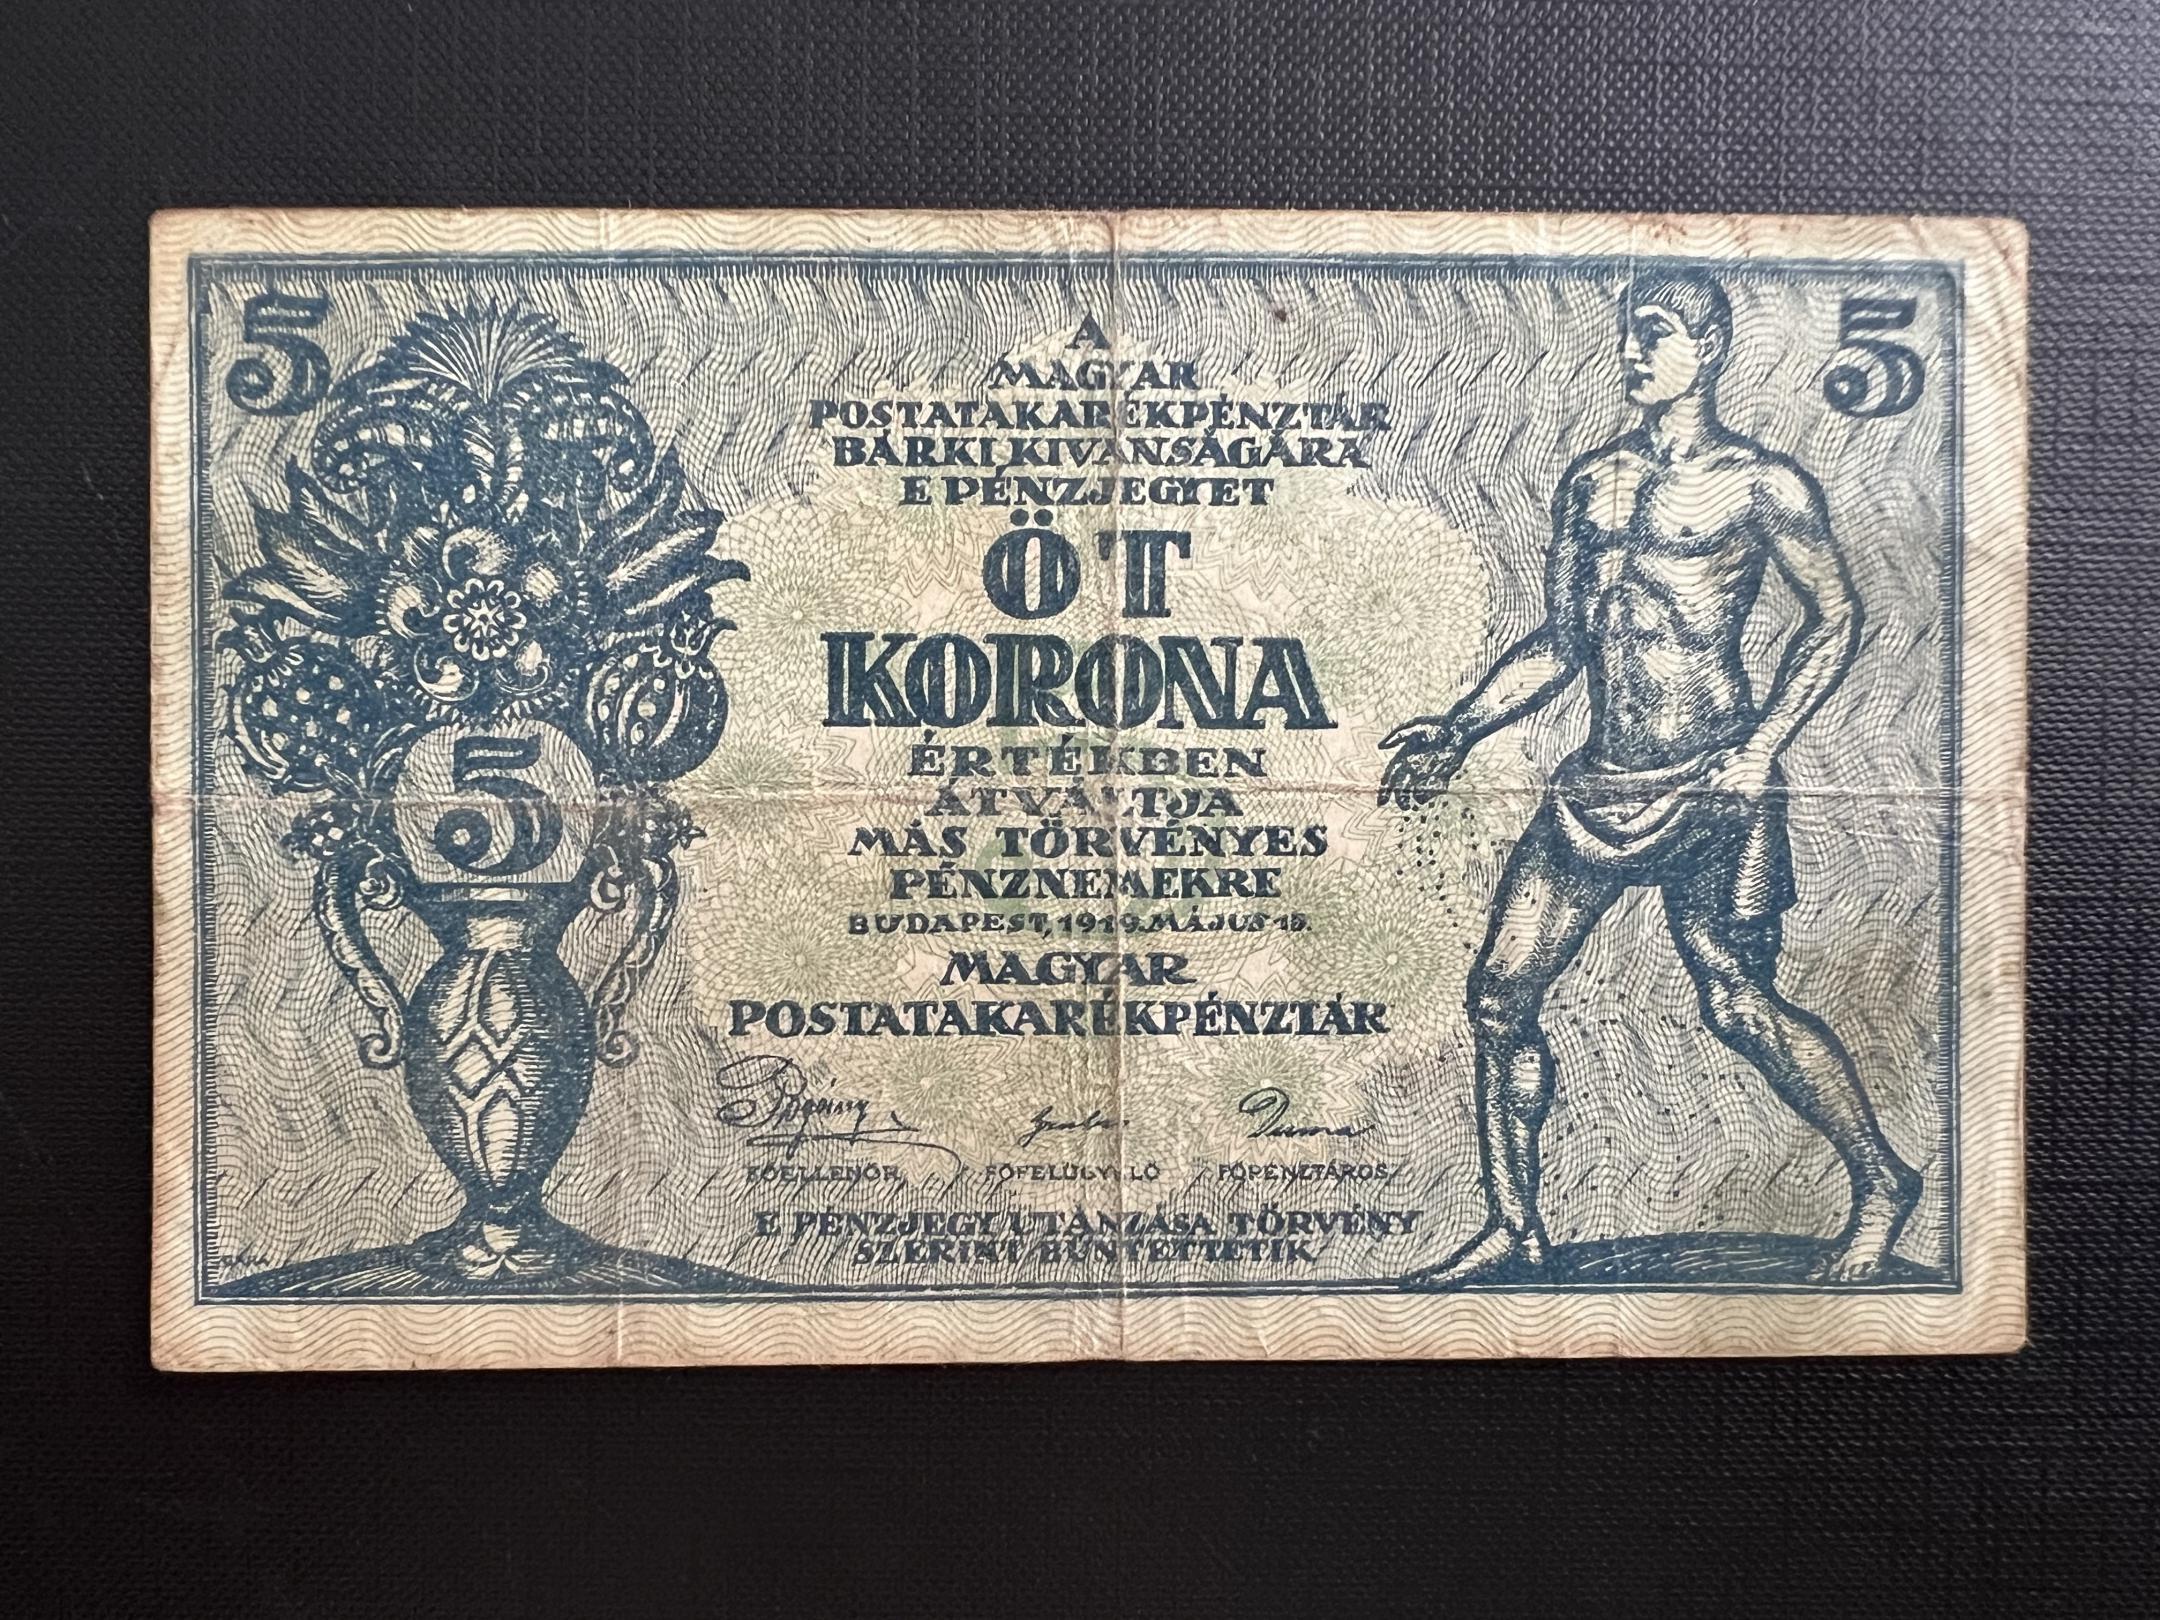 5
5
A
MAGYAR
POSTATAKARÉKPÉNZTÁR
BÁRKI KIVÁNSÁGÁRA
E PÉNZJEGYET
ÖT
KORONA
ÉRTÉKBEN
ÁTVÁLTJA
MÁS TÖRVÉNYES
PÉNZNEMEKRE
BUDAPEST, 1919. MÁJUS 15.
MAGYAR
POSTATAKARÉKPÉNZTÁR
5
FŐELLENŐR FŐFELÜGYELŐ FŐPÉNZTÁROS
E PÉNZJEGY UTÁNZÁSA TÖRVÉNY
SZERINT BÜNTETTETIK